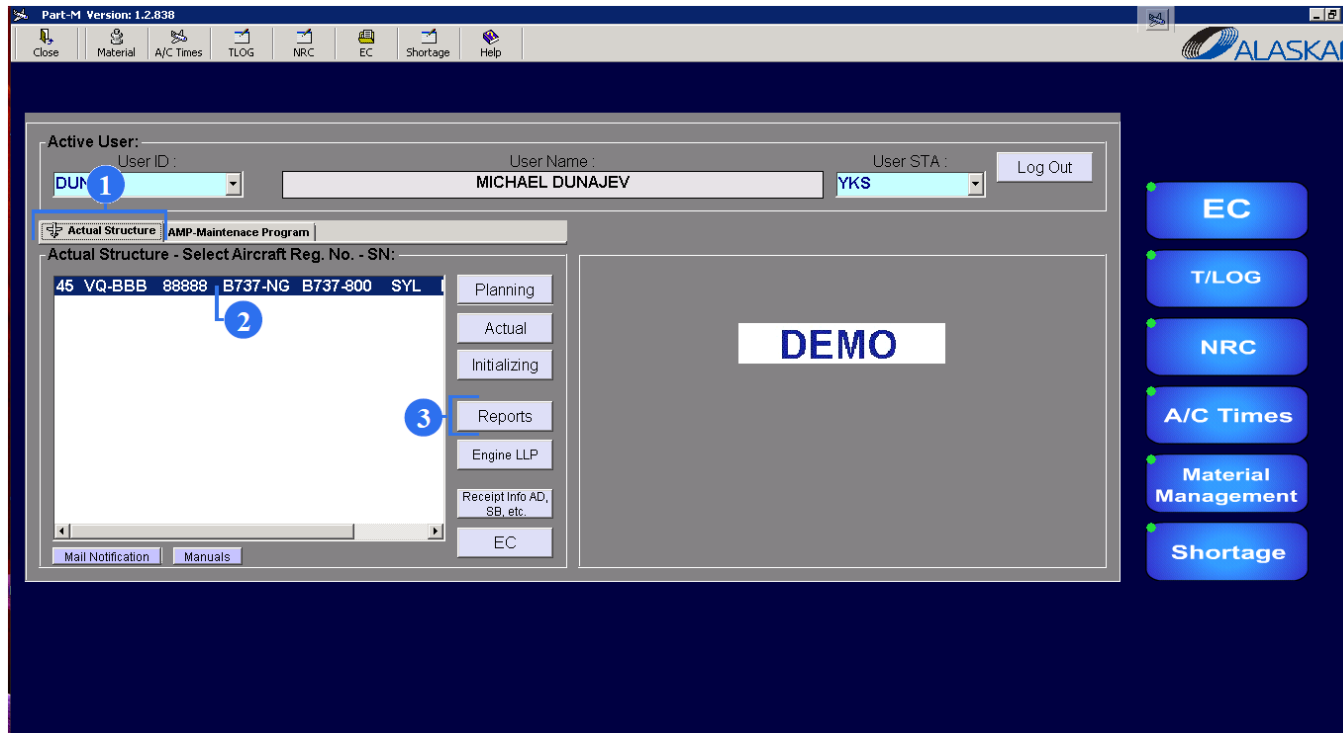 Part-M Version: 1.2.838
Close Material A/C Times TLOG NRC EC Shortage Help
ALASKAR
Active User:
User ID : User Name : User STA :
DUN MICHAEL DUNAJEV YKS Log Out
1
Actual Structure AMP-Maintenace Program
Actual Structure - Select Aircraft Reg. No. - SN:
45 VQ-BBB 88888 B737-NG B737-800 SYL
2
Planning
Actual
Initializing
3 Reports
Engine LLP
Receipt Info AD,
SB, etc.
EC
Mail Notification Manuals
DEMO
EC
T/LOG
NRC
A/C Times
Material
Management
Shortage